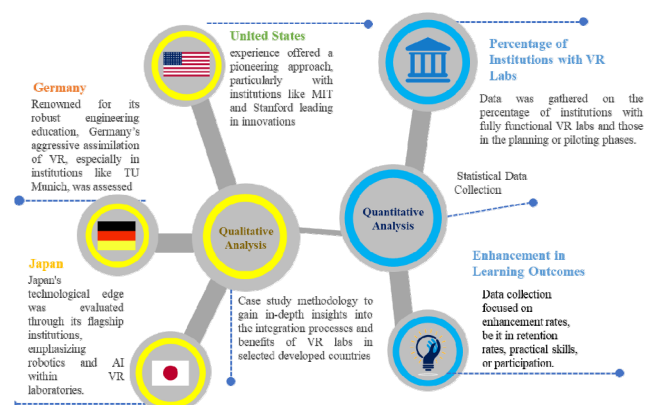 United States
experience offered a
pioneering approach,
particularly with
institutions like MIT
and Stanford leading
in innovations
Percentage of
Institutions with VR
Labs
Data was gathered on the
percentage of institutions with
fully functional VR labs and those
in the planning or piloting phases.
Germany
Renowned for its
robust engineering
education, Germany's
aggressive assimilation
of VR, especially in
institutions like TU
Munich, was assessed
Statistical Data
Collection
Qualitative
Analysis
Quantitative
Analysis
Japan
Japan's
technological edge
was evaluated
through its flagship
institutions,
emphasizing
robotics and AI
within VR
laboratories.
Case study methodology to
gain in-depth insights into
the integration processes and
benefits of VR labs in
selected developed countries
Enhancement in
Learning Outcomes
Data collection
focused on
enhancement rates,
be it in retention
rates, practical skills,
or participation.